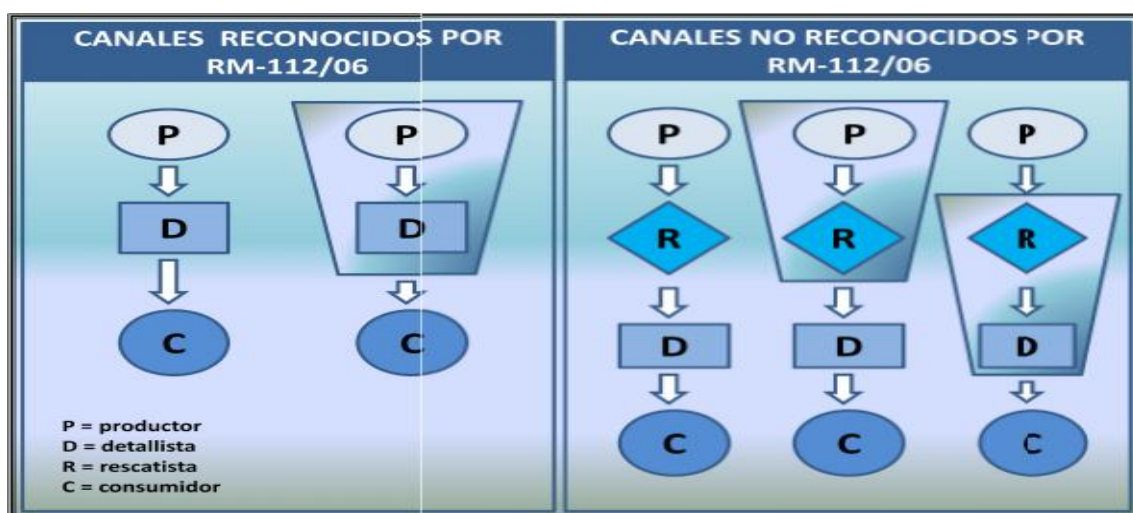 CANALES RECONOCIDOS POR
RM-112/06
P
P
D
D
C
C
P = productor
D = detallista
R = rescatista
C = consumidor
CANALES NO RECONOCIDOS POR
RM-112/06
P
P
P
R
R
R
D
D
D
C
C
C